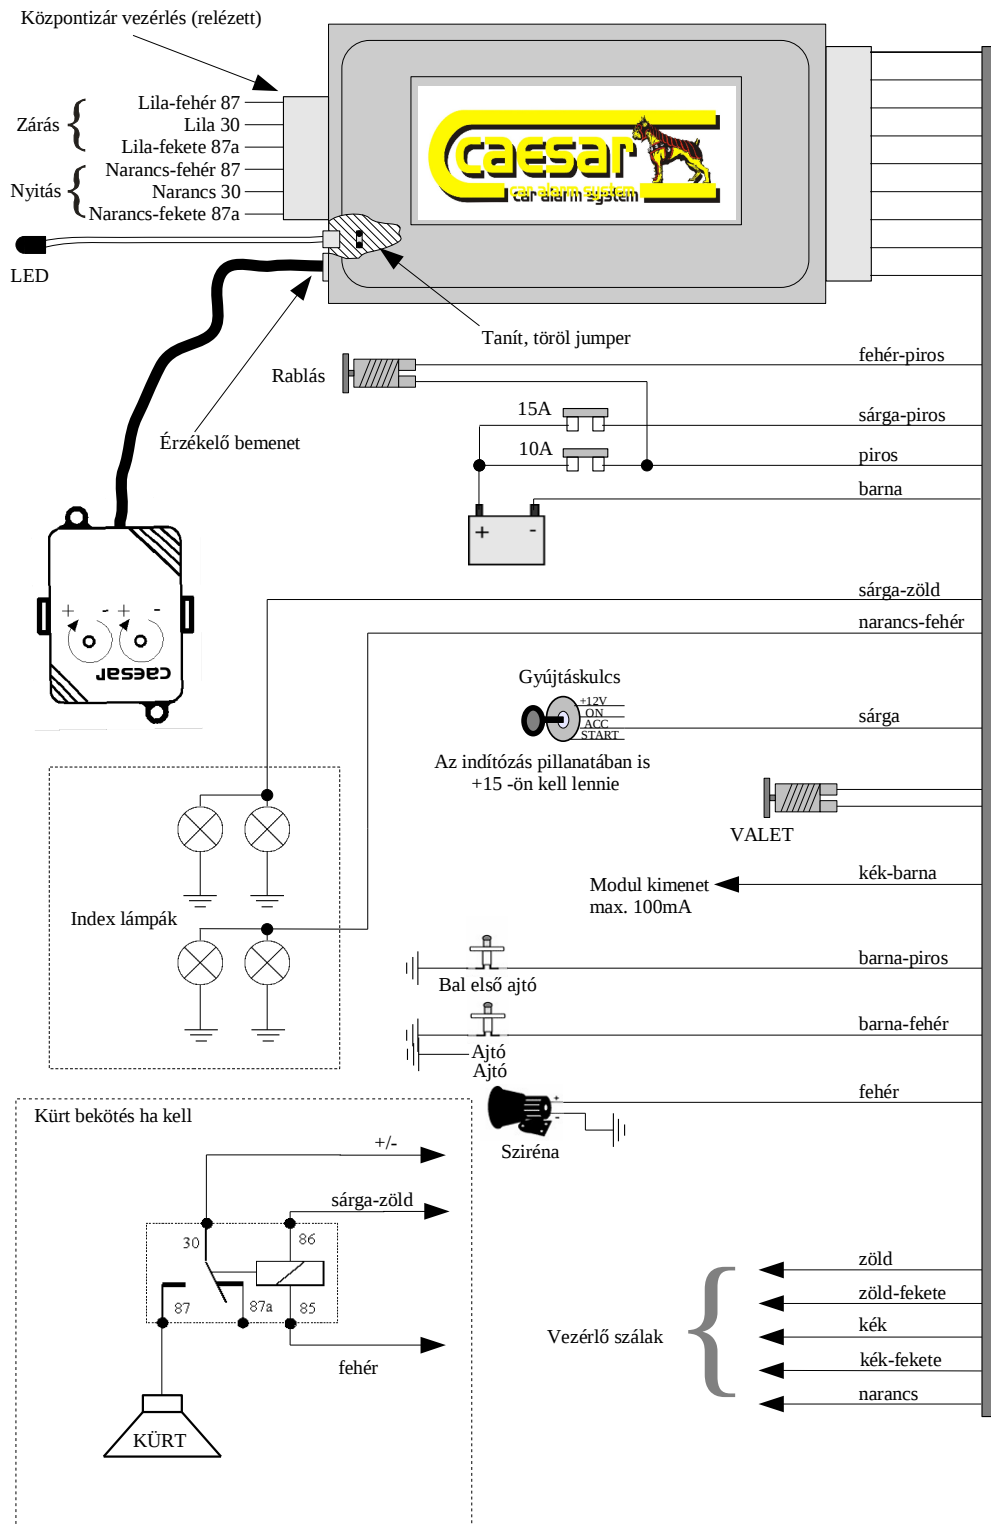 Központizár vezérlés (relézett)
Zárás
Lila-fehér 87
Lila 30
Lila-fekete 87a
Nyitás
Narancs-fehér 87
Narancs 30
Narancs-fekete 87a
LED
caesar
car alarm system
Tanít, töröl jumper
Érzékelő bemenet
Rablás
fehér-piros
15A
sárga-piros
10A
piros
barna
+ -
+ - + -
caesar
sárga-zöld
narancs-fehér
Gyújtáskulcs
+12V
ON
ACC
START
sárga
Az indítózás pillanatában is
+15 -ön kell lennie
VALET
kék-barna
Modul kimenet
max. 100mA
Index lámpák
barna-piros
Bal első ajtó
barna-fehér
Ajtó
Ajtó
fehér
+
-
Sziréna
Kürt bekötés ha kell
+/-
sárga-zöld
30
86
87
87a
85
fehér
KÜRT
Vezérlő szálak
zöld
zöld-fekete
kék
kék-fekete
narancs